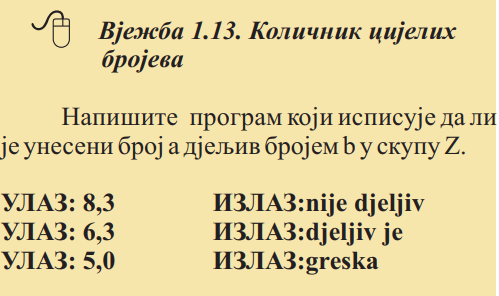 Вјежба 1.13. Количник цијелих
бројева
Напишите програм који исписује да ли
је унесени број a дјељив бројем b у скупу Z.
УЛАЗ: 8,3 ИЗЛАЗ:nije djeljiv
УЛАЗ: 6,3 ИЗЛАЗ:djeljiv je
УЛАЗ: 5,0 ИЗЛАЗ:greska